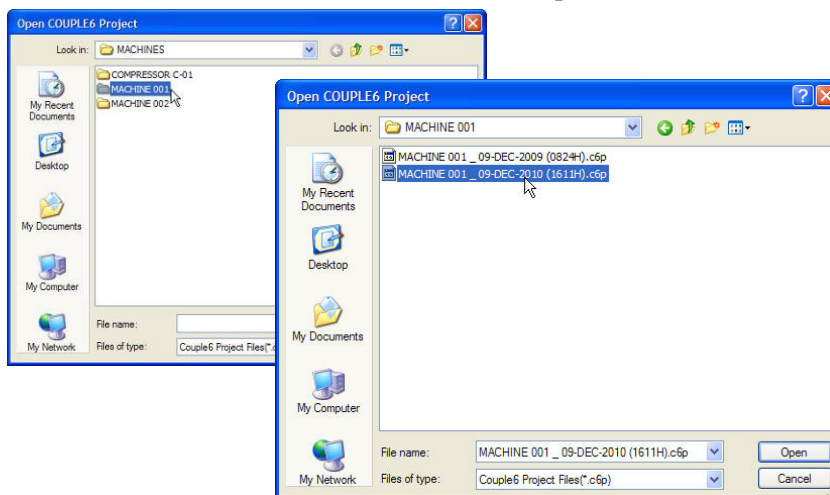 Open COUPLE6 Project
Look in: MACHINES
COMPRESSOR C-01
MACHINE 001
MACHINE 002
My Recent
Documents
Desktop
My Documents
My Computer
My Network
File name:
Files of type: Couple6 Project Files(*.c
Open COUPLE6 Project
Look in: MACHINE 001
MACHINE 001 _ 09-DEC-2009 (0824H).c6p
MACHINE 001 _ 09-DEC-2010 (1611H).c6p
My Recent
Documents
Desktop
My Documents
My Computer
My Network
File name: MACHINE 001 _ 09-DEC-2010 (1611H).c6p Open
Files of type: Couple6 Project Files(*.c6p) Cancel